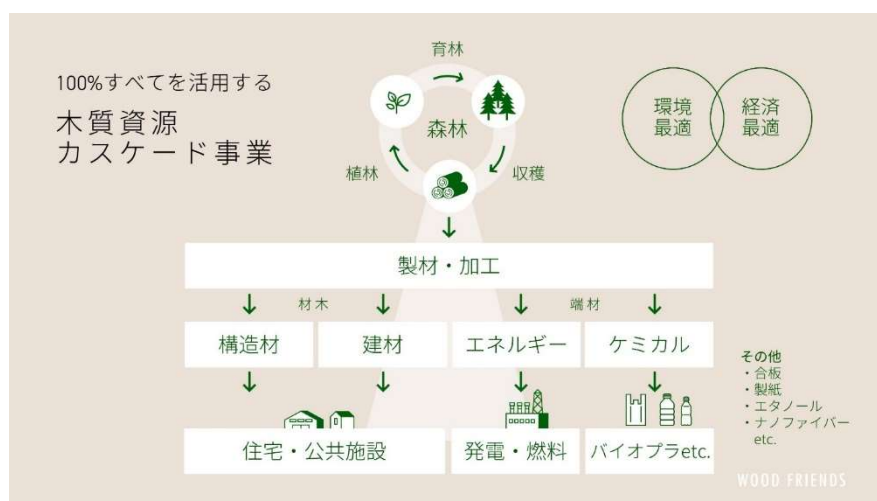 100%すべてを活用する
木質資源
カスケード事業
育林
森林
植林
収穫
環境
最適
経済
最適
製材・加工
材木
端材
構造材
建材
エネルギー
ケミカル
住宅・公共施設
発電・燃料
バイオプラetc.
その他
・合板
・製紙
・エタノール
・ナノファイバー
etc.
WOOD FRIENDS